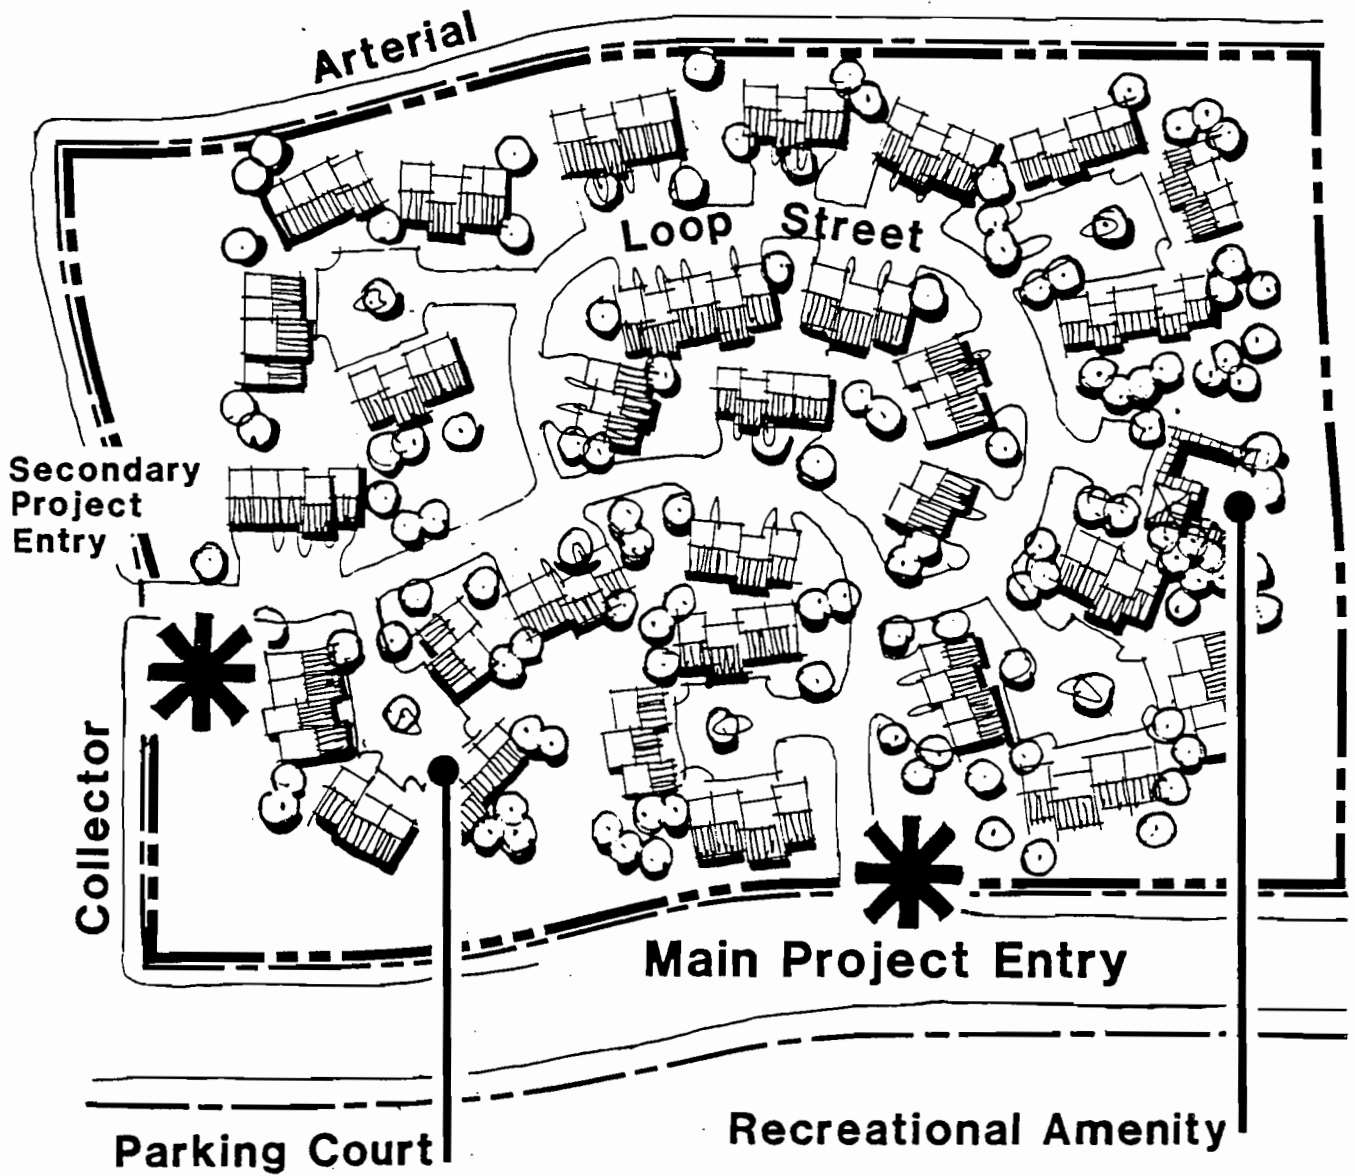 Arterial
Loop Street
Secondary
Project
Entry
Collector
Main Project Entry
Recreational Amenity
Parking Court